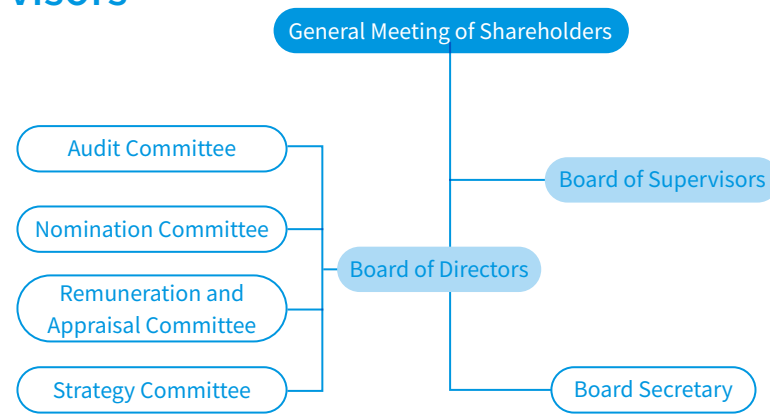 General Meeting of Shareholders
Audit Committee
Board of Supervisors
Nomination Committee
Board of Directors
Remuneration and
Appraisal Committee
Strategy Committee
Board Secretary